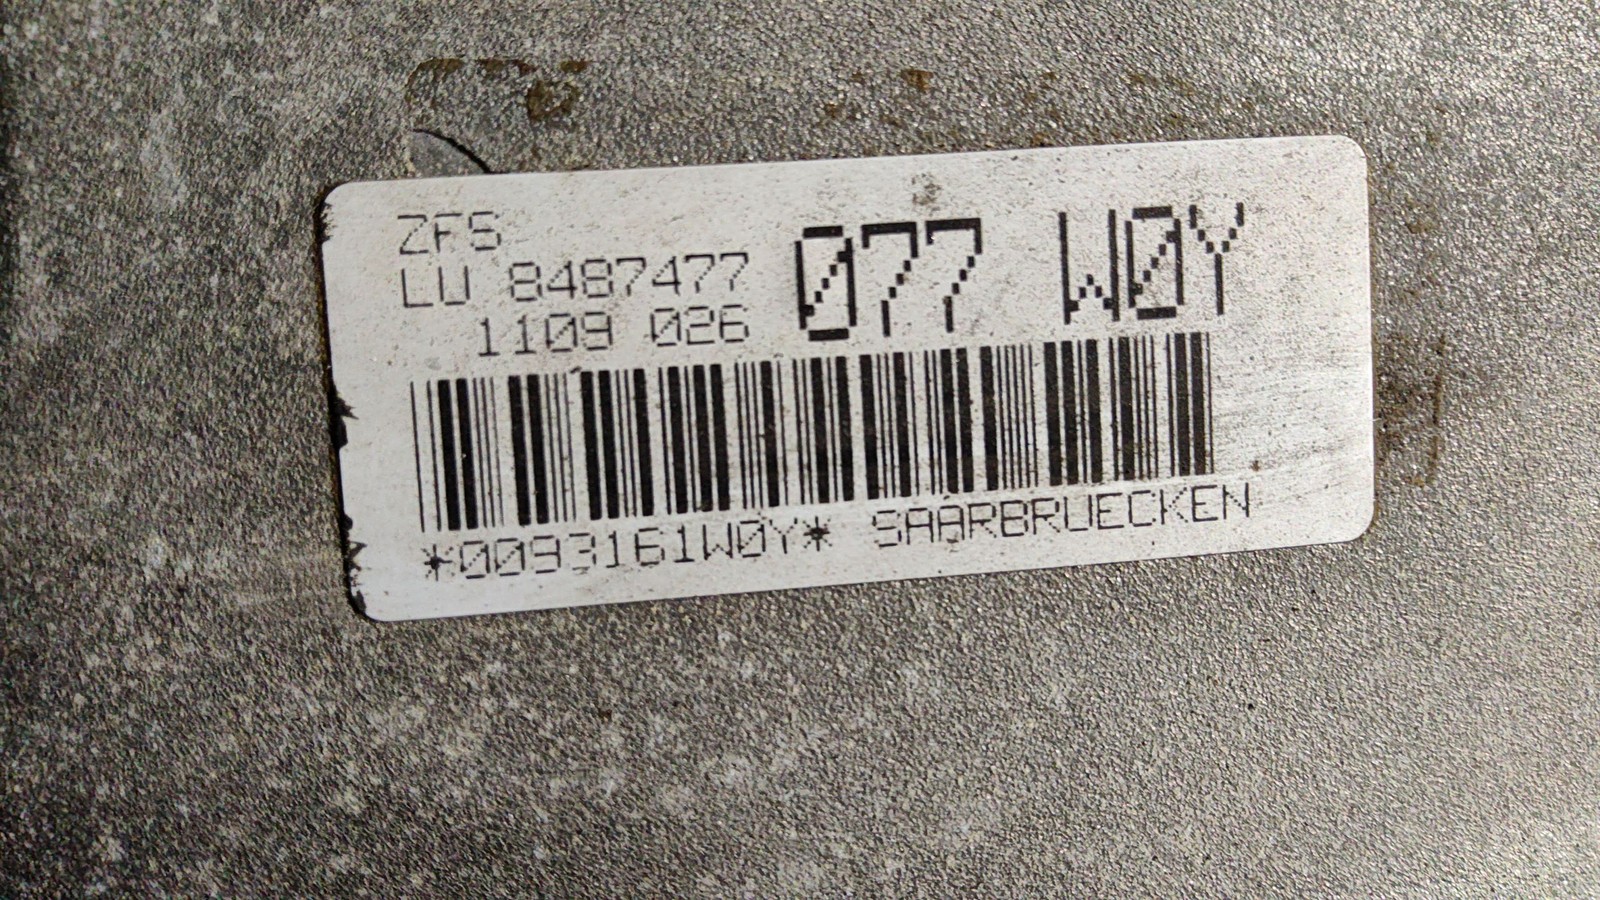 ZFS
LU 8487477 077 W0Y
1109 026
*0093161W0Y* SAARBRUECKEN